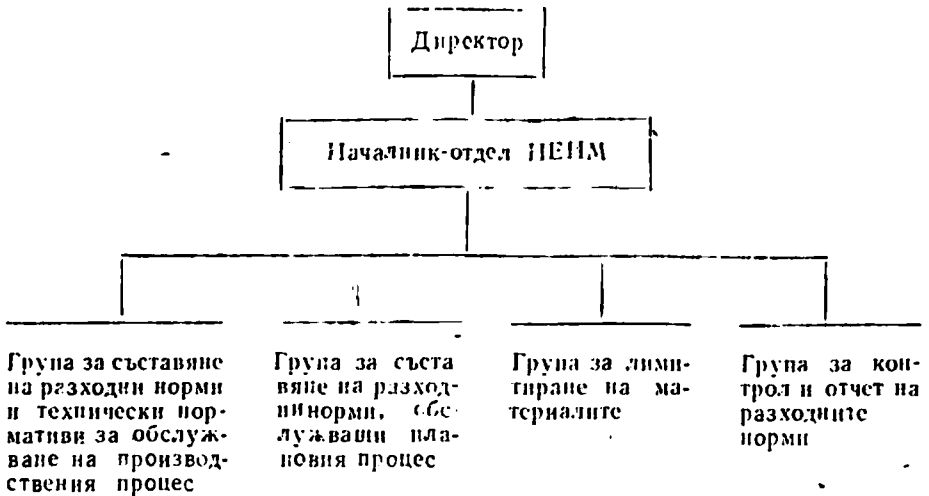 Директор
Началник-отдел НЕНМ
Група за съставяне
на разходни норми
и технически нор-
мативи за обслуж-
ване на производ-
ствения процес
Група за съста
вяне на разход-
ни норми, обс-
лужващи пла-
новия процес
Група за лими-
тиране на ма-
териалите
Група за кон-
трол и отчет на
разходните
норми